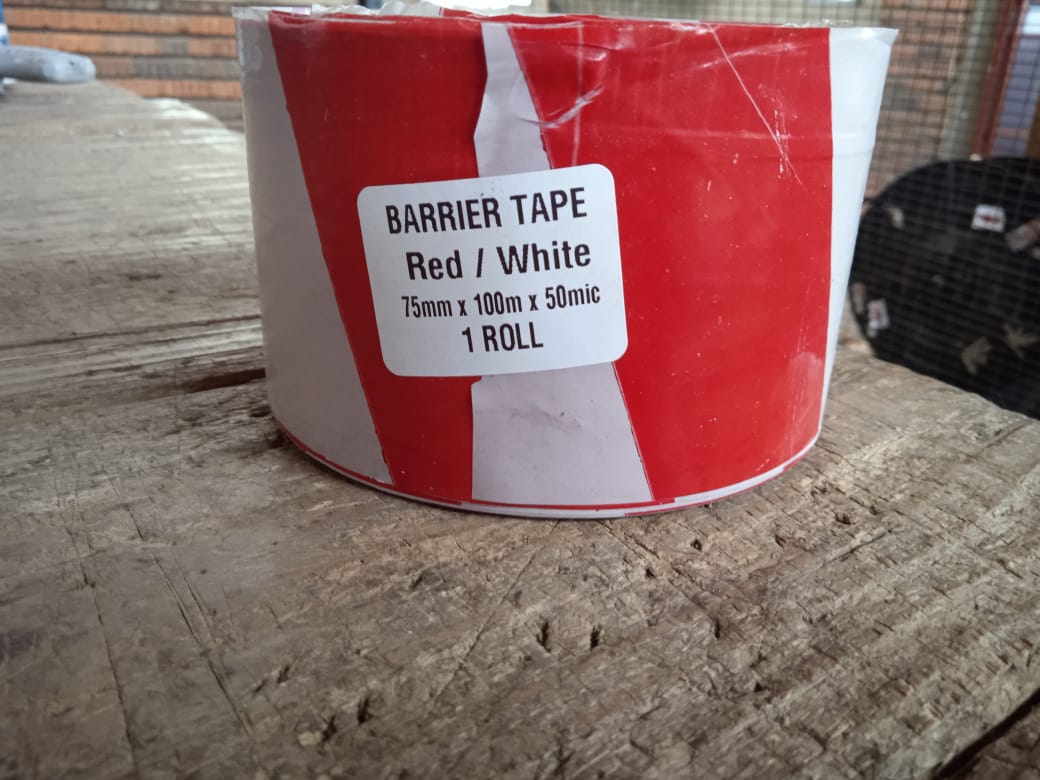 BARRIER TAPE
Red / White
75mm x 100m x 50mic
1 ROLL